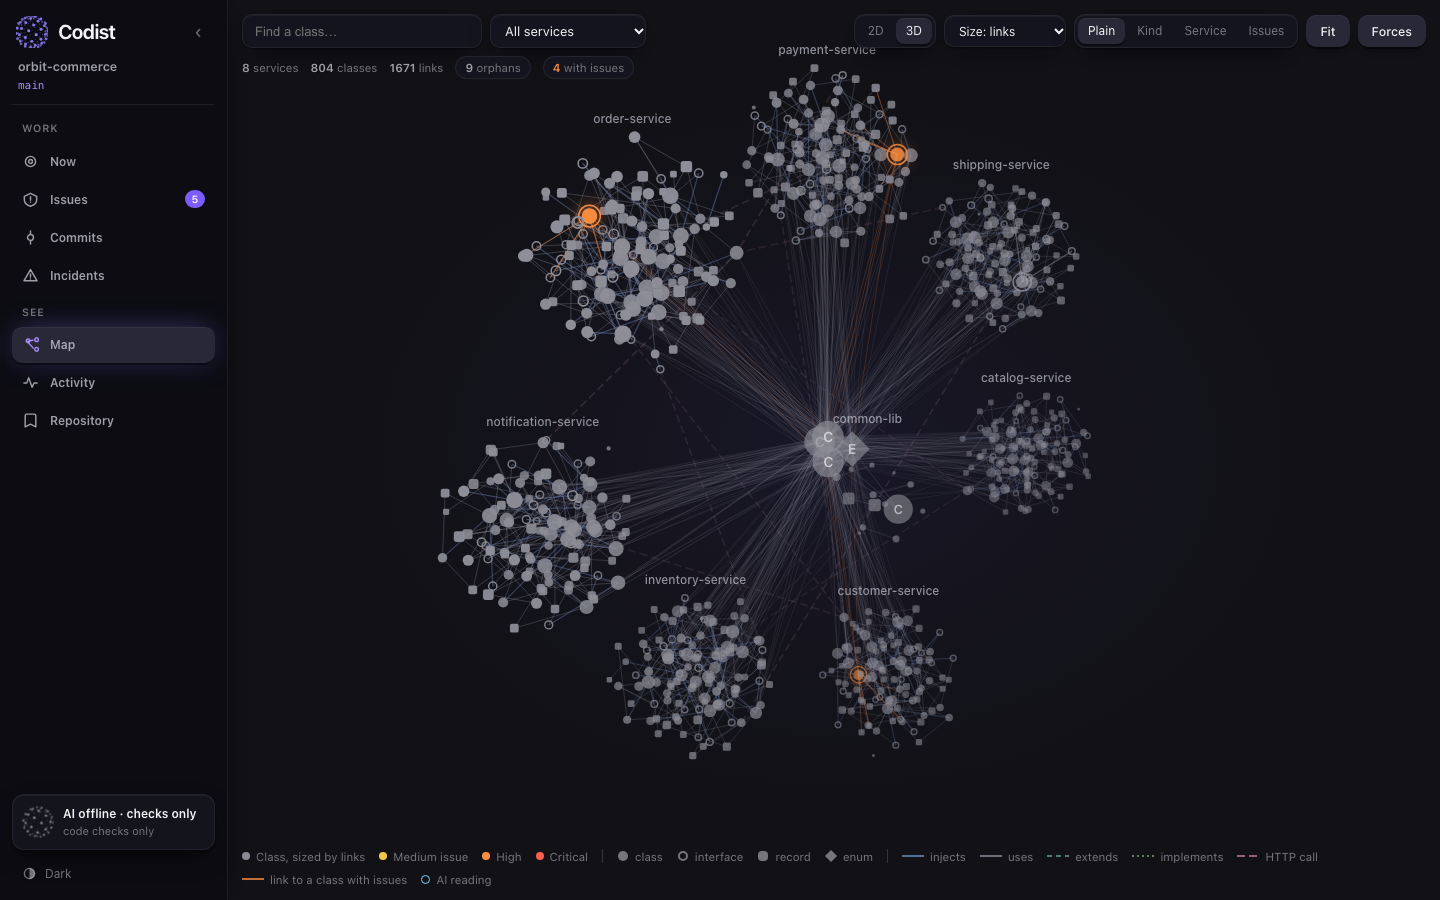 Codist
orbit-commerce
main
WORK
Now
Issues 5
Commits
Incidents
SEE
Map
Activity
Repository
AI offline · checks only
code checks only
Dark
Find a class...
All services
2D 3D
Size: links
Plain Kind Service Issues
Fit
Forces
8 services 804 classes 1671 links 9 orphans 4 with issues
payment-service
order-service
shipping-service
catalog-service
common-lib
notification-service
C
C
E
C
inventory-service
customer-service
Class, sized by links Medium issue High Critical class interface record enum injects uses extends implements HTTP call
link to a class with issues AI reading